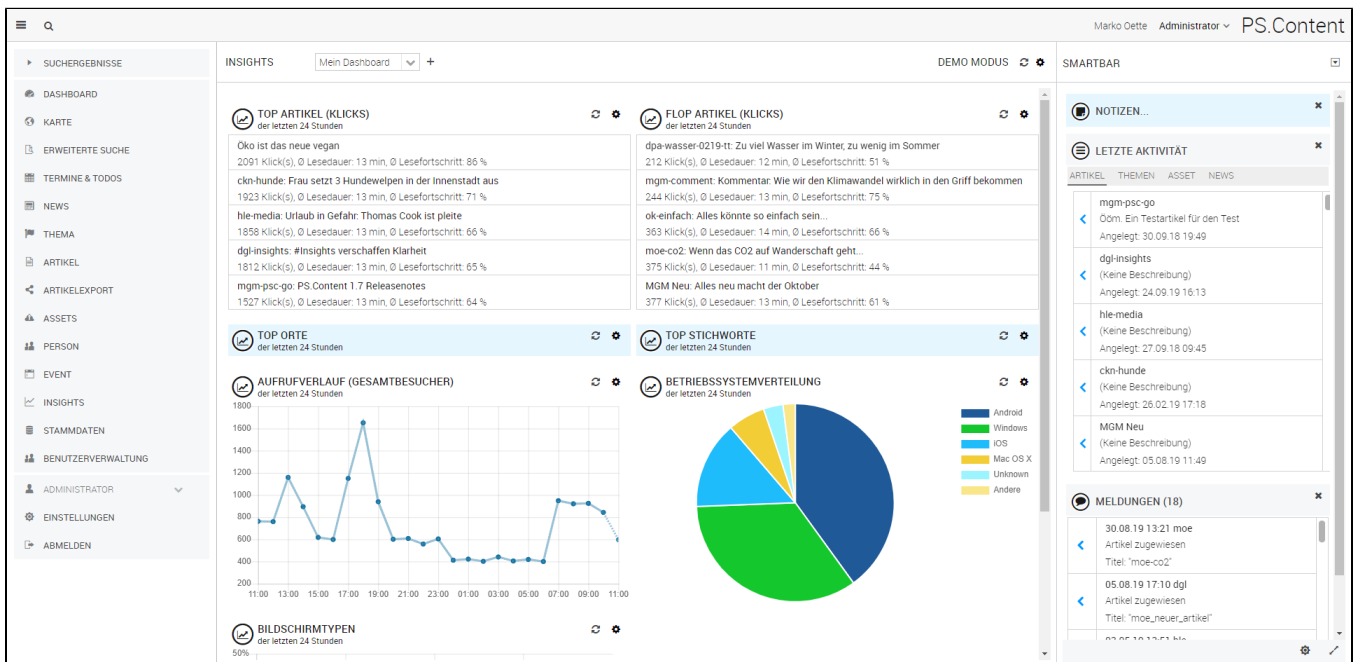 Marko Oette Administrator PS.Content
SUCHERGEBNISSE
DASHBOARD
KARTE
ERWEITERTE SUCHE
TERMINE & TODOS
NEWS
THEMA
ARTIKEL
ARTIKELEXPORT
ASSETS
PERSON
EVENT
INSIGHTS
STAMMDATEN
BENUTZERVERWALTUNG
ADMINISTRATOR
EINSTELLUNGEN
ABMELDEN
INSIGHTS Mein Dashboard + DEMO MODUS
TOP ARTIKEL (KLICKS)
der letzten 24 Stunden
Öko ist das neue vegan
2091 Klick(s), Ø Lesedauer: 13 min, Ø Lesefortschritt: 86 %
ckn-hunde: Frau setzt 3 Hundewelpen in der Innenstadt aus
1923 Klick(s), Ø Lesedauer: 13 min, Ø Lesefortschritt: 71 %
hle-media: Urlaub in Gefahr: Thomas Cook ist pleite
1858 Klick(s), Ø Lesedauer: 13 min, Ø Lesefortschritt: 66 %
dgl-insights: #Insights verschaffen Klarheit
1812 Klick(s), Ø Lesedauer: 13 min, Ø Lesefortschritt: 65 %
mgm-psc-go: PS.Content 1.7 Releasenotes
1527 Klick(s), Ø Lesedauer: 13 min, Ø Lesefortschritt: 64 %
FLOP ARTIKEL (KLICKS)
der letzten 24 Stunden
dpa-wasser-0219-tt: Zu viel Wasser im Winter, zu wenig im Sommer
212 Klick(s), Ø Lesedauer: 12 min, Ø Lesefortschritt: 51 %
mgm-comment: Kommentar: Wie wir den Klimawandel wirklich in den Griff bekommen
244 Klick(s), Ø Lesedauer: 13 min, Ø Lesefortschritt: 75 %
ok-einfach: Alles könnte so einfach sein...
363 Klick(s), Ø Lesedauer: 14 min, Ø Lesefortschritt: 66 %
moe-co2: Wenn das CO2 auf Wanderschaft geht...
375 Klick(s), Ø Lesedauer: 11 min, Ø Lesefortschritt: 44 %
MGM Neu: Alles neu macht der Oktober
377 Klick(s), Ø Lesedauer: 13 min, Ø Lesefortschritt: 61 %
TOP ORTE
der letzten 24 Stunden
TOP STICHWORTE
der letzten 24 Stunden
AUFRUFVERLAUF (GESAMTBESUCHER)
der letzten 24 Stunden
1800
1600
1400
1200
1000
800
600
400
200
11:00 13:00 15:00 17:00 19:00 21:00 23:00 01:00 03:00 05:00 07:00 09:00 11:00
BETRIEBSSYSTEMVERTEILUNG
der letzten 24 Stunden
Android
Windows
iOS
Mac OS X
Unknown
Andere
BILDSCHIRMTYPEN
der letzten 24 Stunden
50%
SMARTBAR
NOTIZEN...
LETZTE AKTIVITÄT
ARTIKEL THEMEN ASSET NEWS
mgm-psc-go
Ööm. Ein Testartikel für den Test
Angelegt: 30.09.18 19:49
dgl-insights
(Keine Beschreibung)
Angelegt: 24.09.19 16:13
hle-media
(Keine Beschreibung)
Angelegt: 27.09.18 09:45
ckn-hunde
(Keine Beschreibung)
Angelegt: 26.02.19 17:18
MGM Neu
(Keine Beschreibung)
Angelegt: 05.08.19 11:49
MELDUNGEN (18)
30.08.19 13:21 moe
Artikel zugewiesen
Titel: "moe-co2"
05.08.19 17:10 dgl
Artikel zugewiesen
Titel: "moe_neuer_artikel"